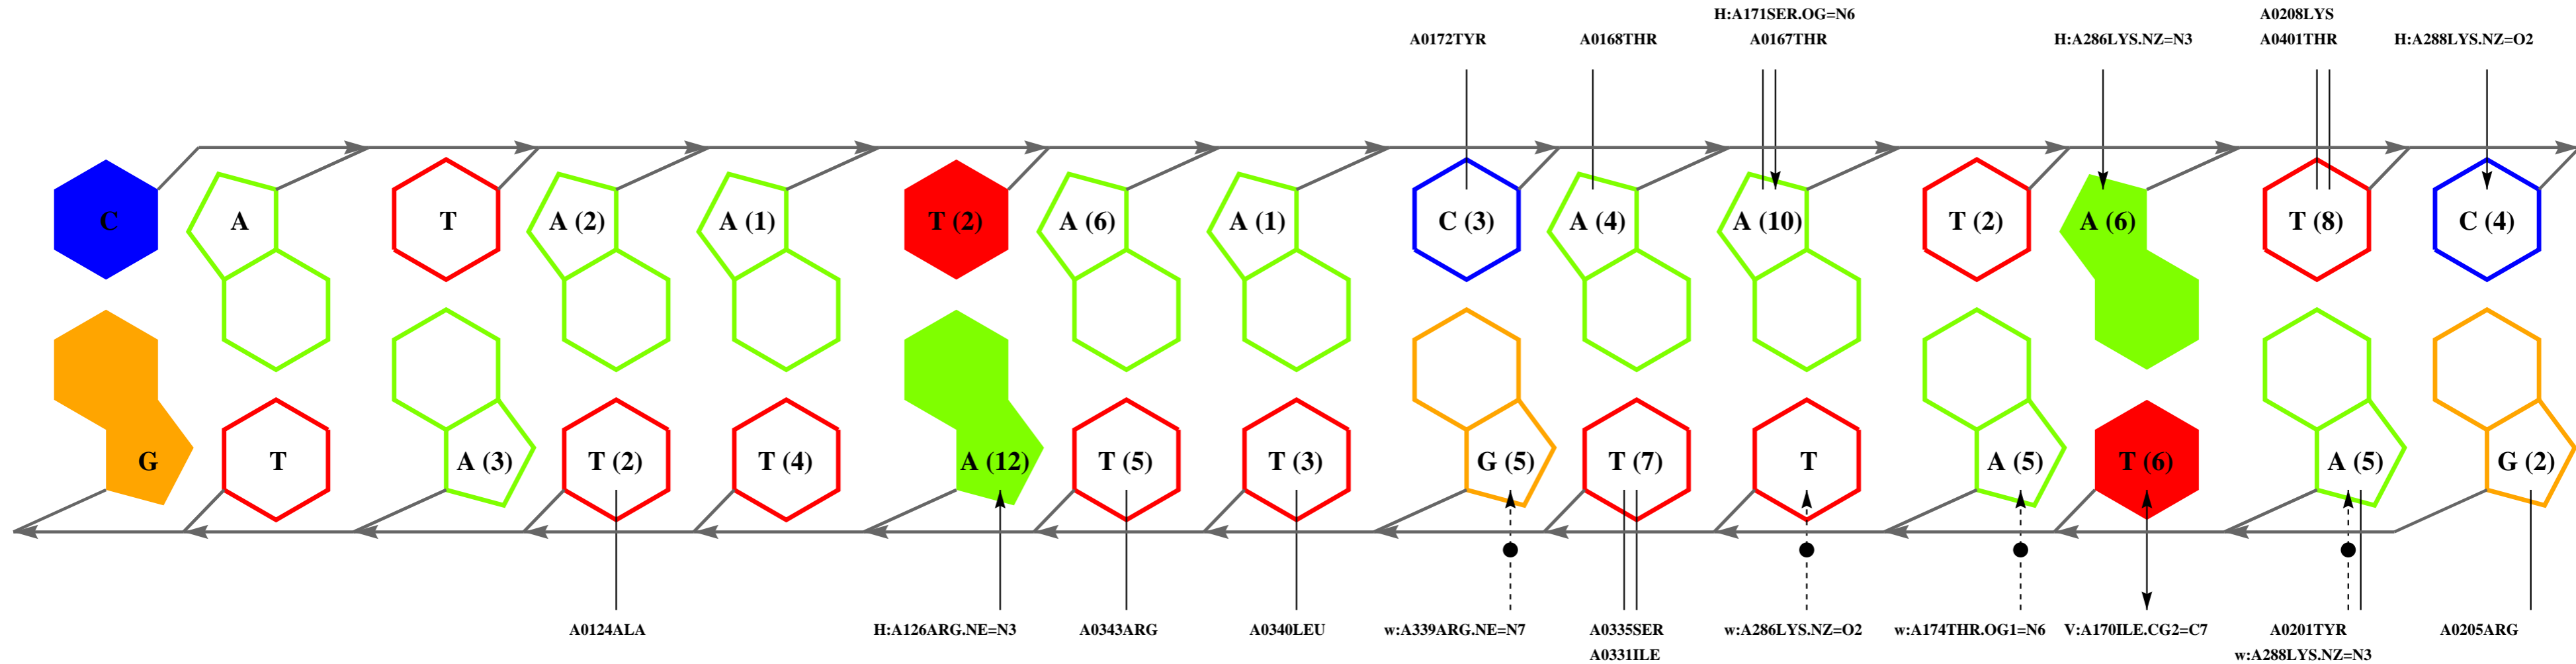 H:A171SER.OG=N6 A0208LYS
A0172TYR A0168THR A0167THR H:A286LYS.NZ=N3 A0401THR H:A288LYS.NZ=O2
C A T A (2) A (1) T (2) A (6) A (1) C (3) A (4) A (10) T (2) A (6) T (8) C (4)
G T A (3) T (2) T (4) A (12) T (5) T (3) G (5) T (7) T A (5) T (6) A (5) G (2)
A0124ALA H:A126ARG.NE=N3 A0343ARG A0340LEU w:A339ARG.NE=N7 A0335SER w:A286LYS.NZ=O2 w:A174THR.OG1=N6 V:A170ILE.CG2=C7 A0201TYR A0205ARG
A0331ILE w:A288LYS.NZ=N3